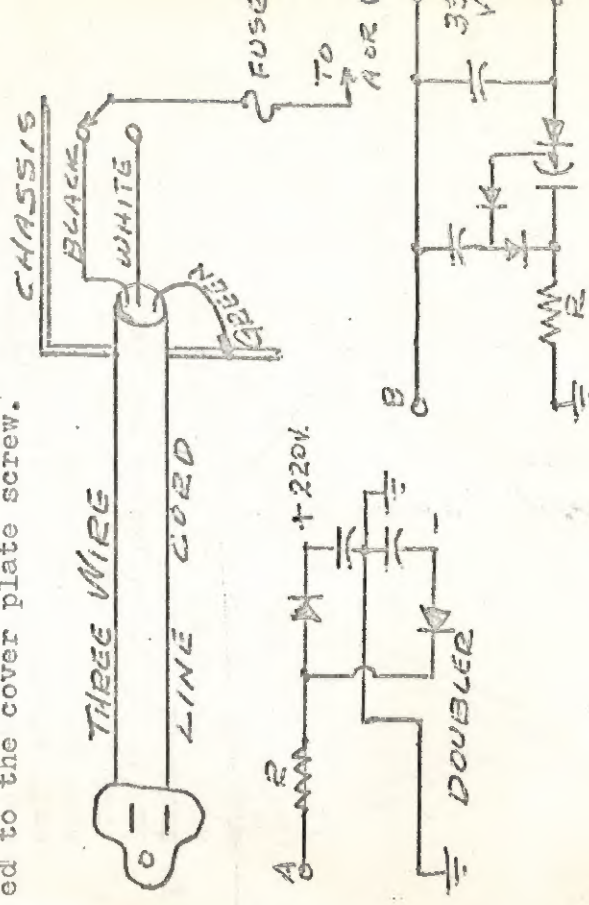 ed to the cover plate screw.
CHASSIS
THREE WIRE
BLACK
WHITE
GREEN
FUSE
LINE CORD
TO
A OR
R
A
+220V.
-
DOUBLER
B
R